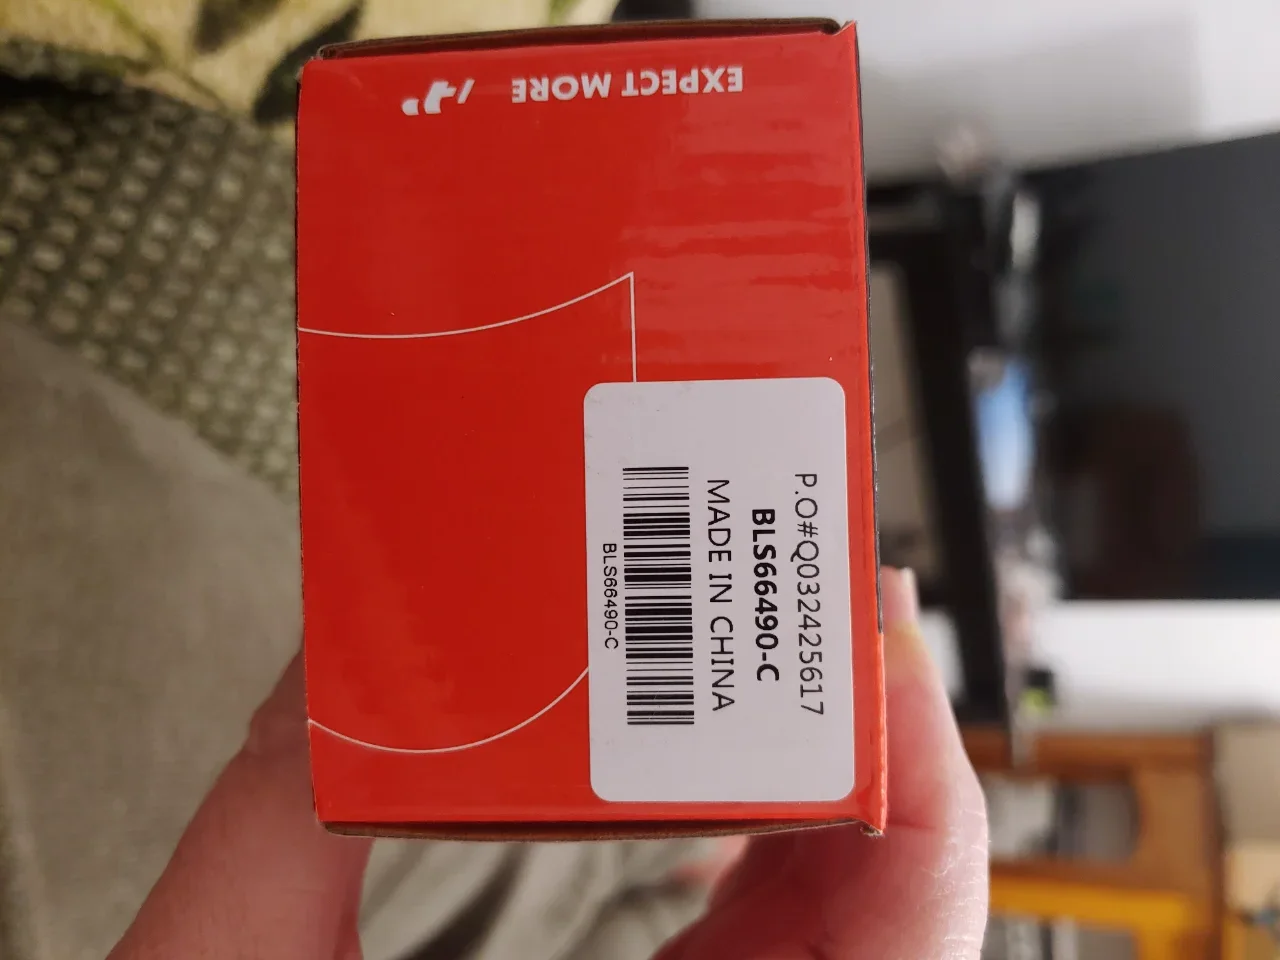 EXPECT MORE
P.O#Q032425617
BLS66490-C
MADE IN CHINA
BLS66490-C